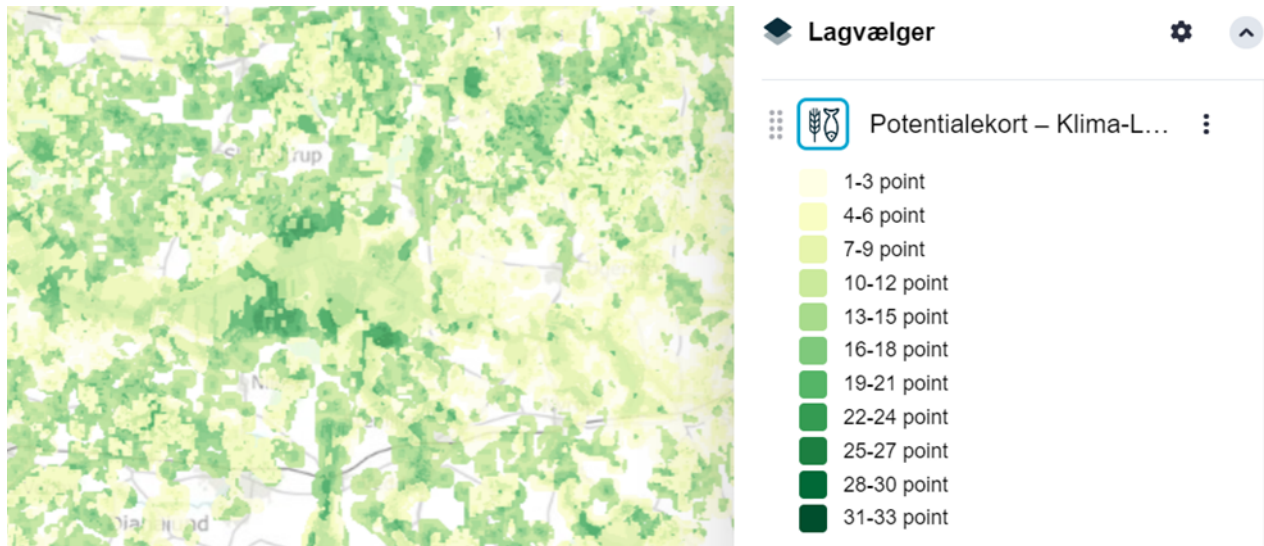 Lagvælger
Potentialekort – Klima-L...
1-3 point
4-6 point
7-9 point
10-12 point
13-15 point
16-18 point
19-21 point
22-24 point
25-27 point
28-30 point
31-33 point